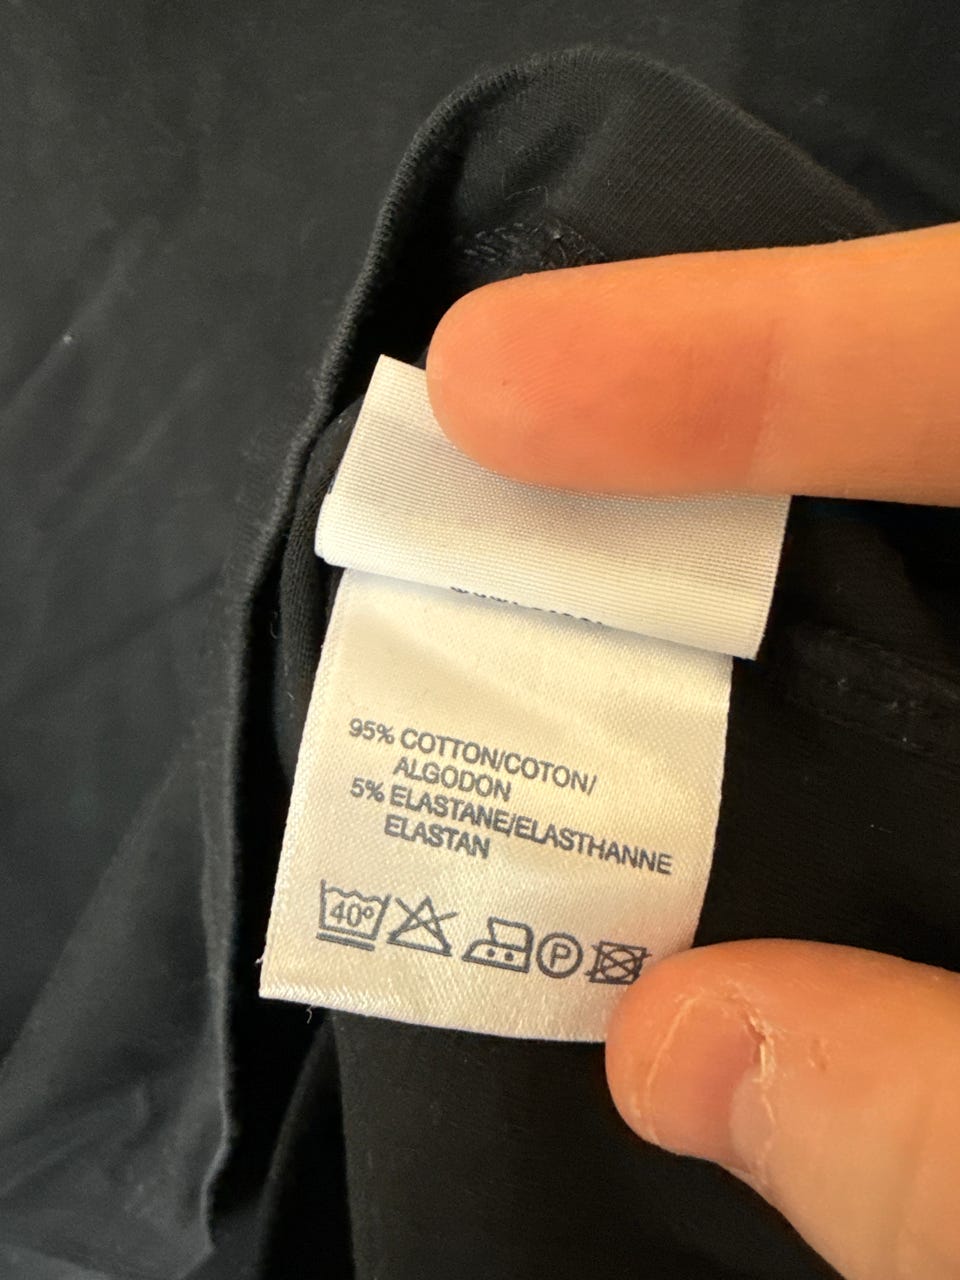 95% COTTON/COTON/
ALGODON
5% ELASTANE/ELASTHANNE
ELASTAN
40°
P